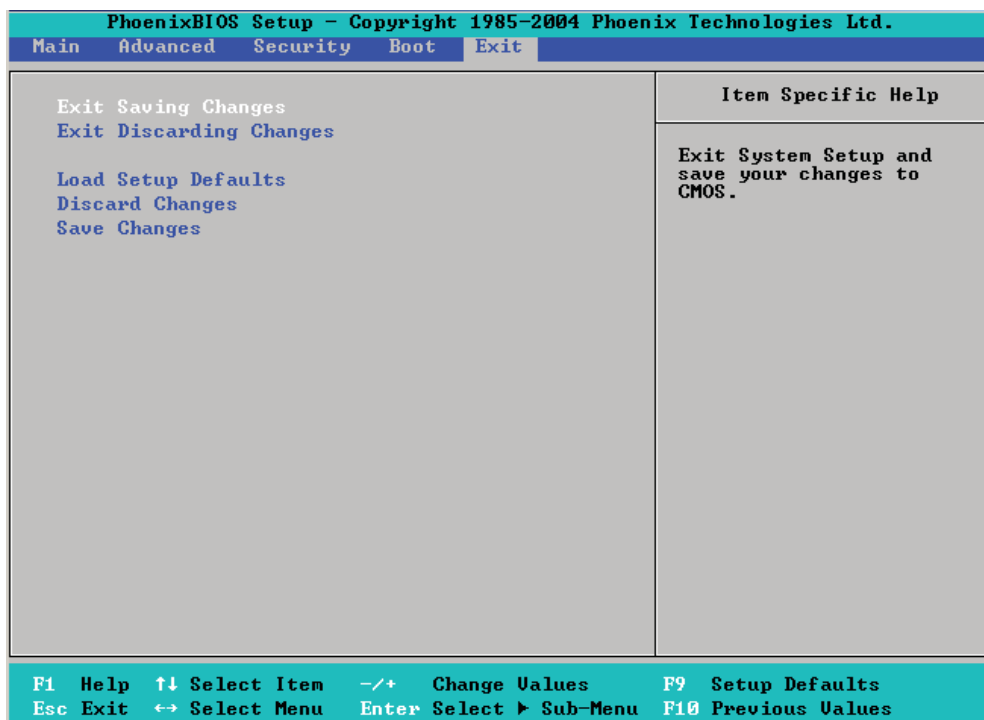 PhoenixBIOS Setup - Copyright 1985-2004 Phoenix Technologies Ltd.
Main Advanced Security Boot Exit
Exit Saving Changes
Exit Discarding Changes
Load Setup Defaults
Discard Changes
Save Changes
Item Specific Help
Exit System Setup and
save your changes to
CMOS.
F1 Help ↑↓ Select Item -/+ Change Values F9 Setup Defaults
Esc Exit ↔ Select Menu Enter Select ▶ Sub-Menu F10 Previous Values